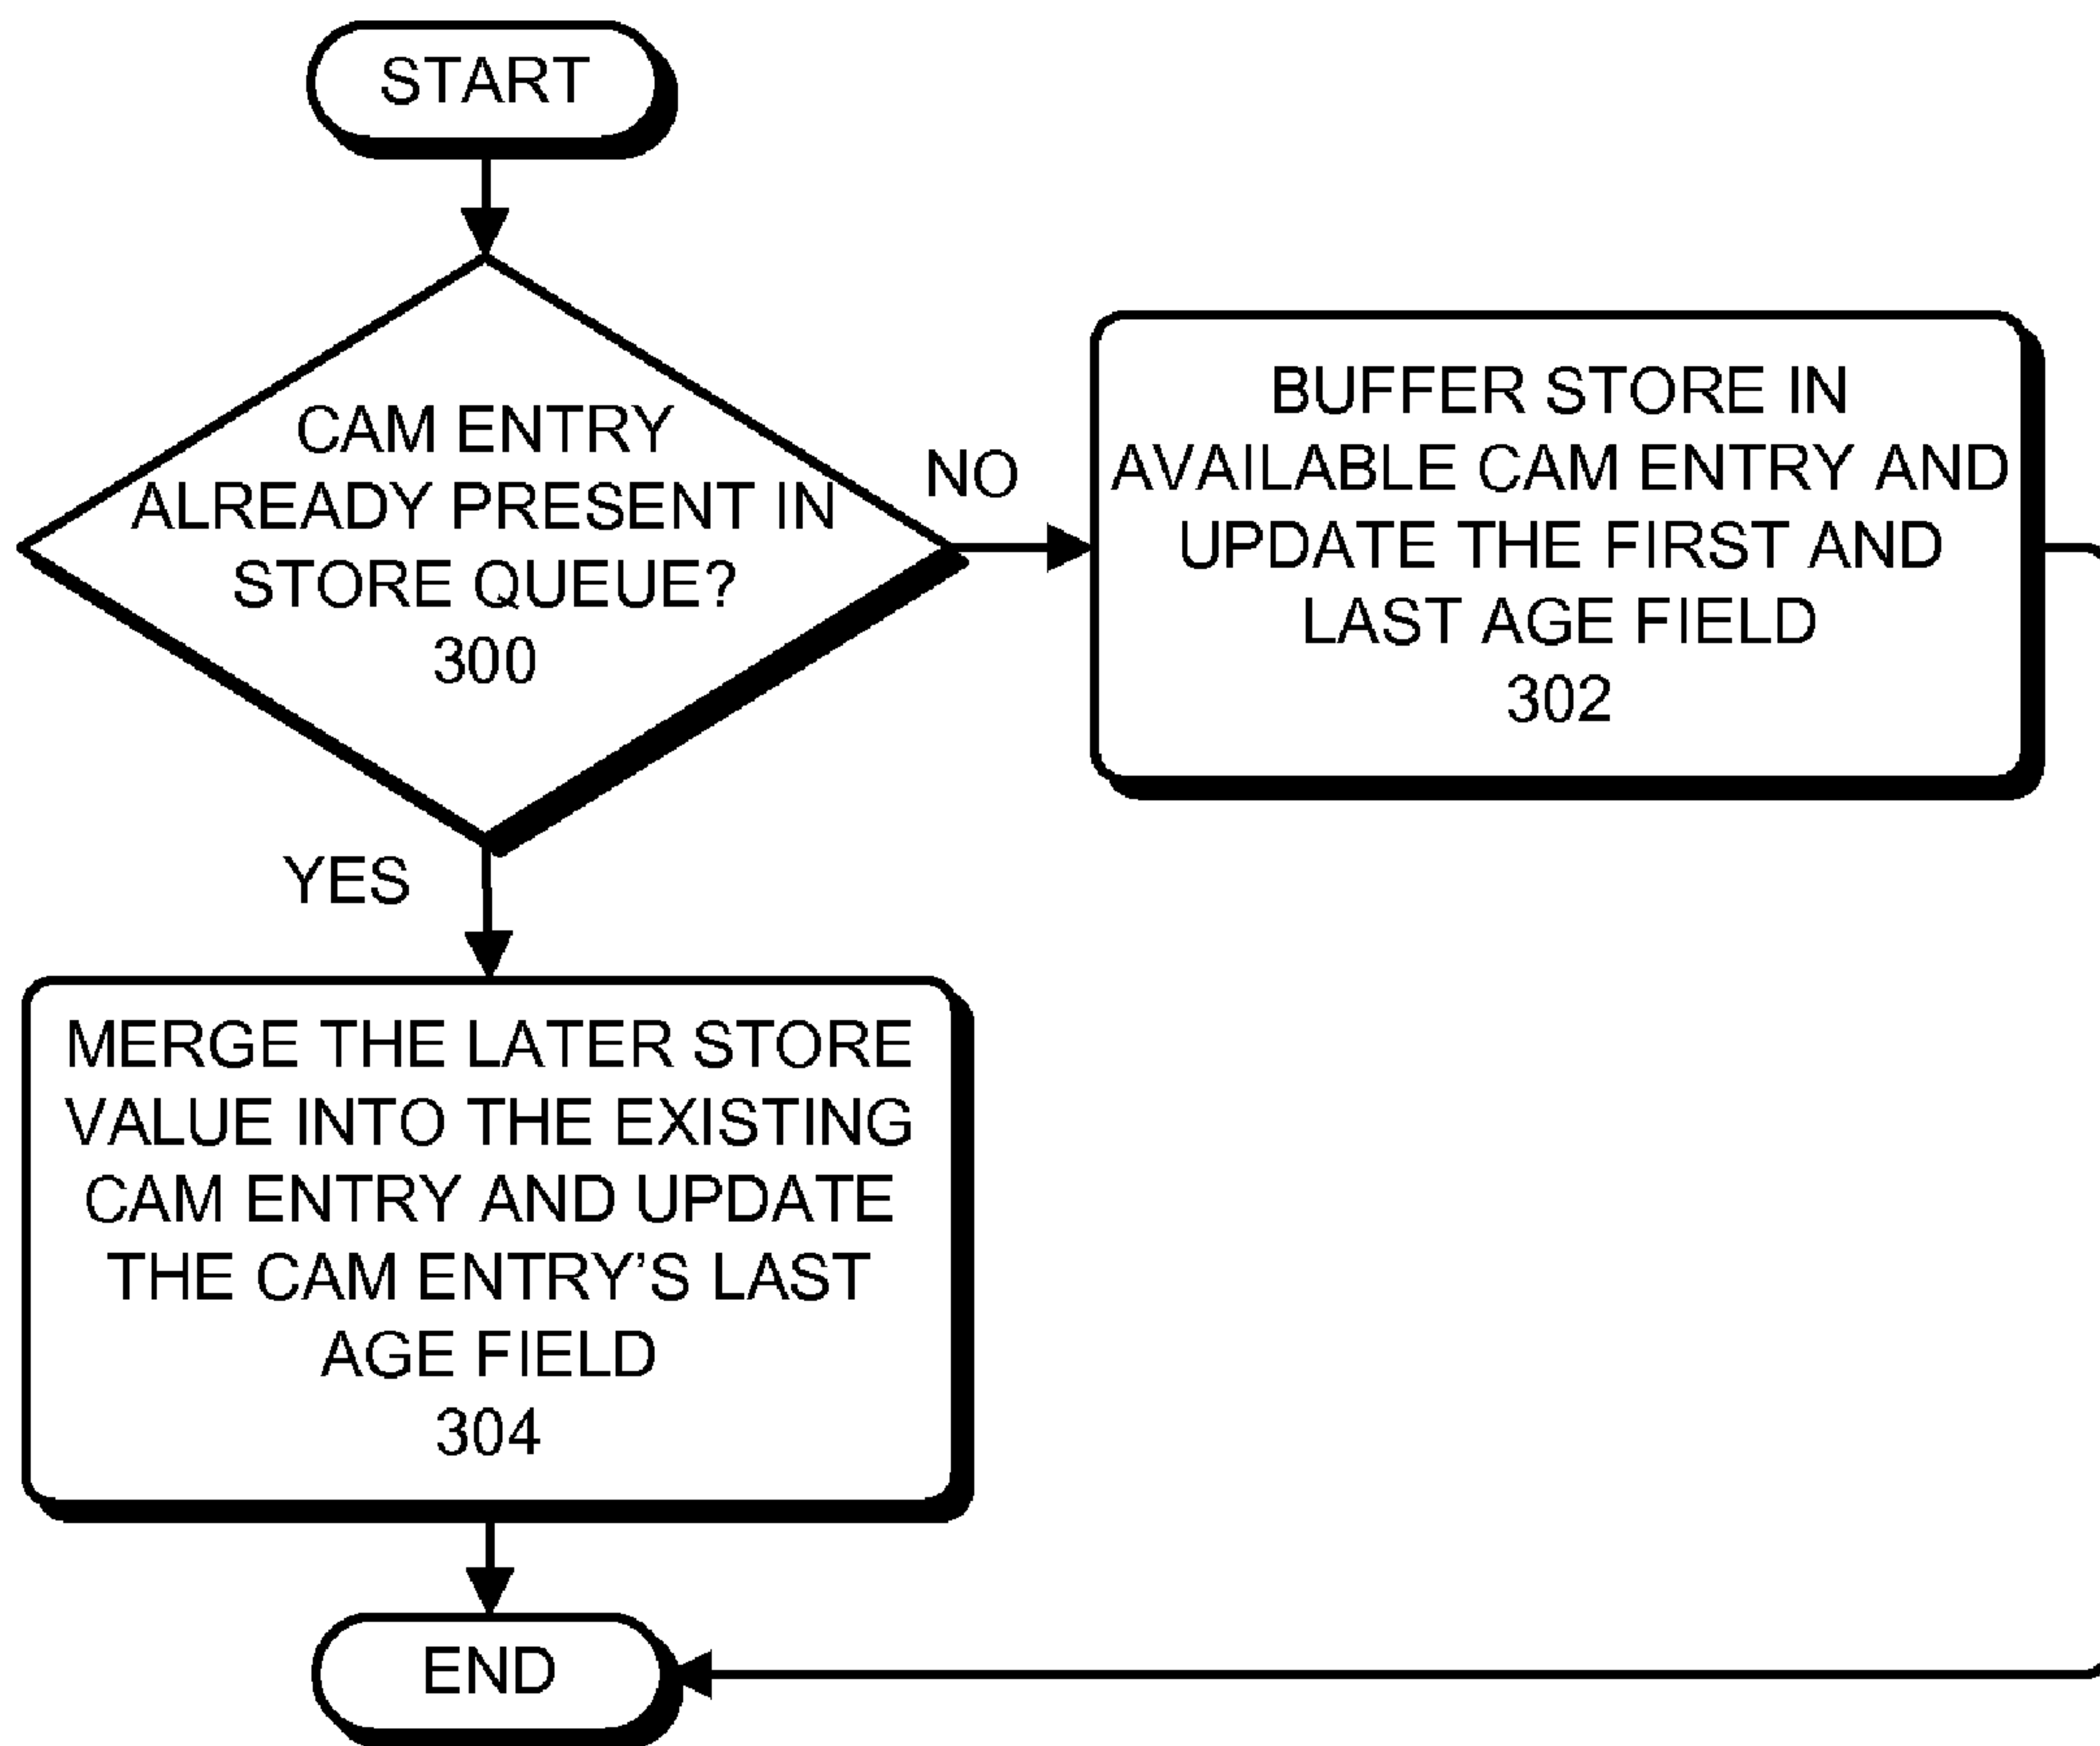 START
CAM ENTRY
ALREADY PRESENT IN
STORE QUEUE?
300
NO
BUFFER STORE IN
AVAILABLE CAM ENTRY AND
UPDATE THE FIRST AND
LAST AGE FIELD
302
YES
MERGE THE LATER STORE
VALUE INTO THE EXISTING
CAM ENTRY AND UPDATE
THE CAM ENTRY’S LAST
AGE FIELD
304
END